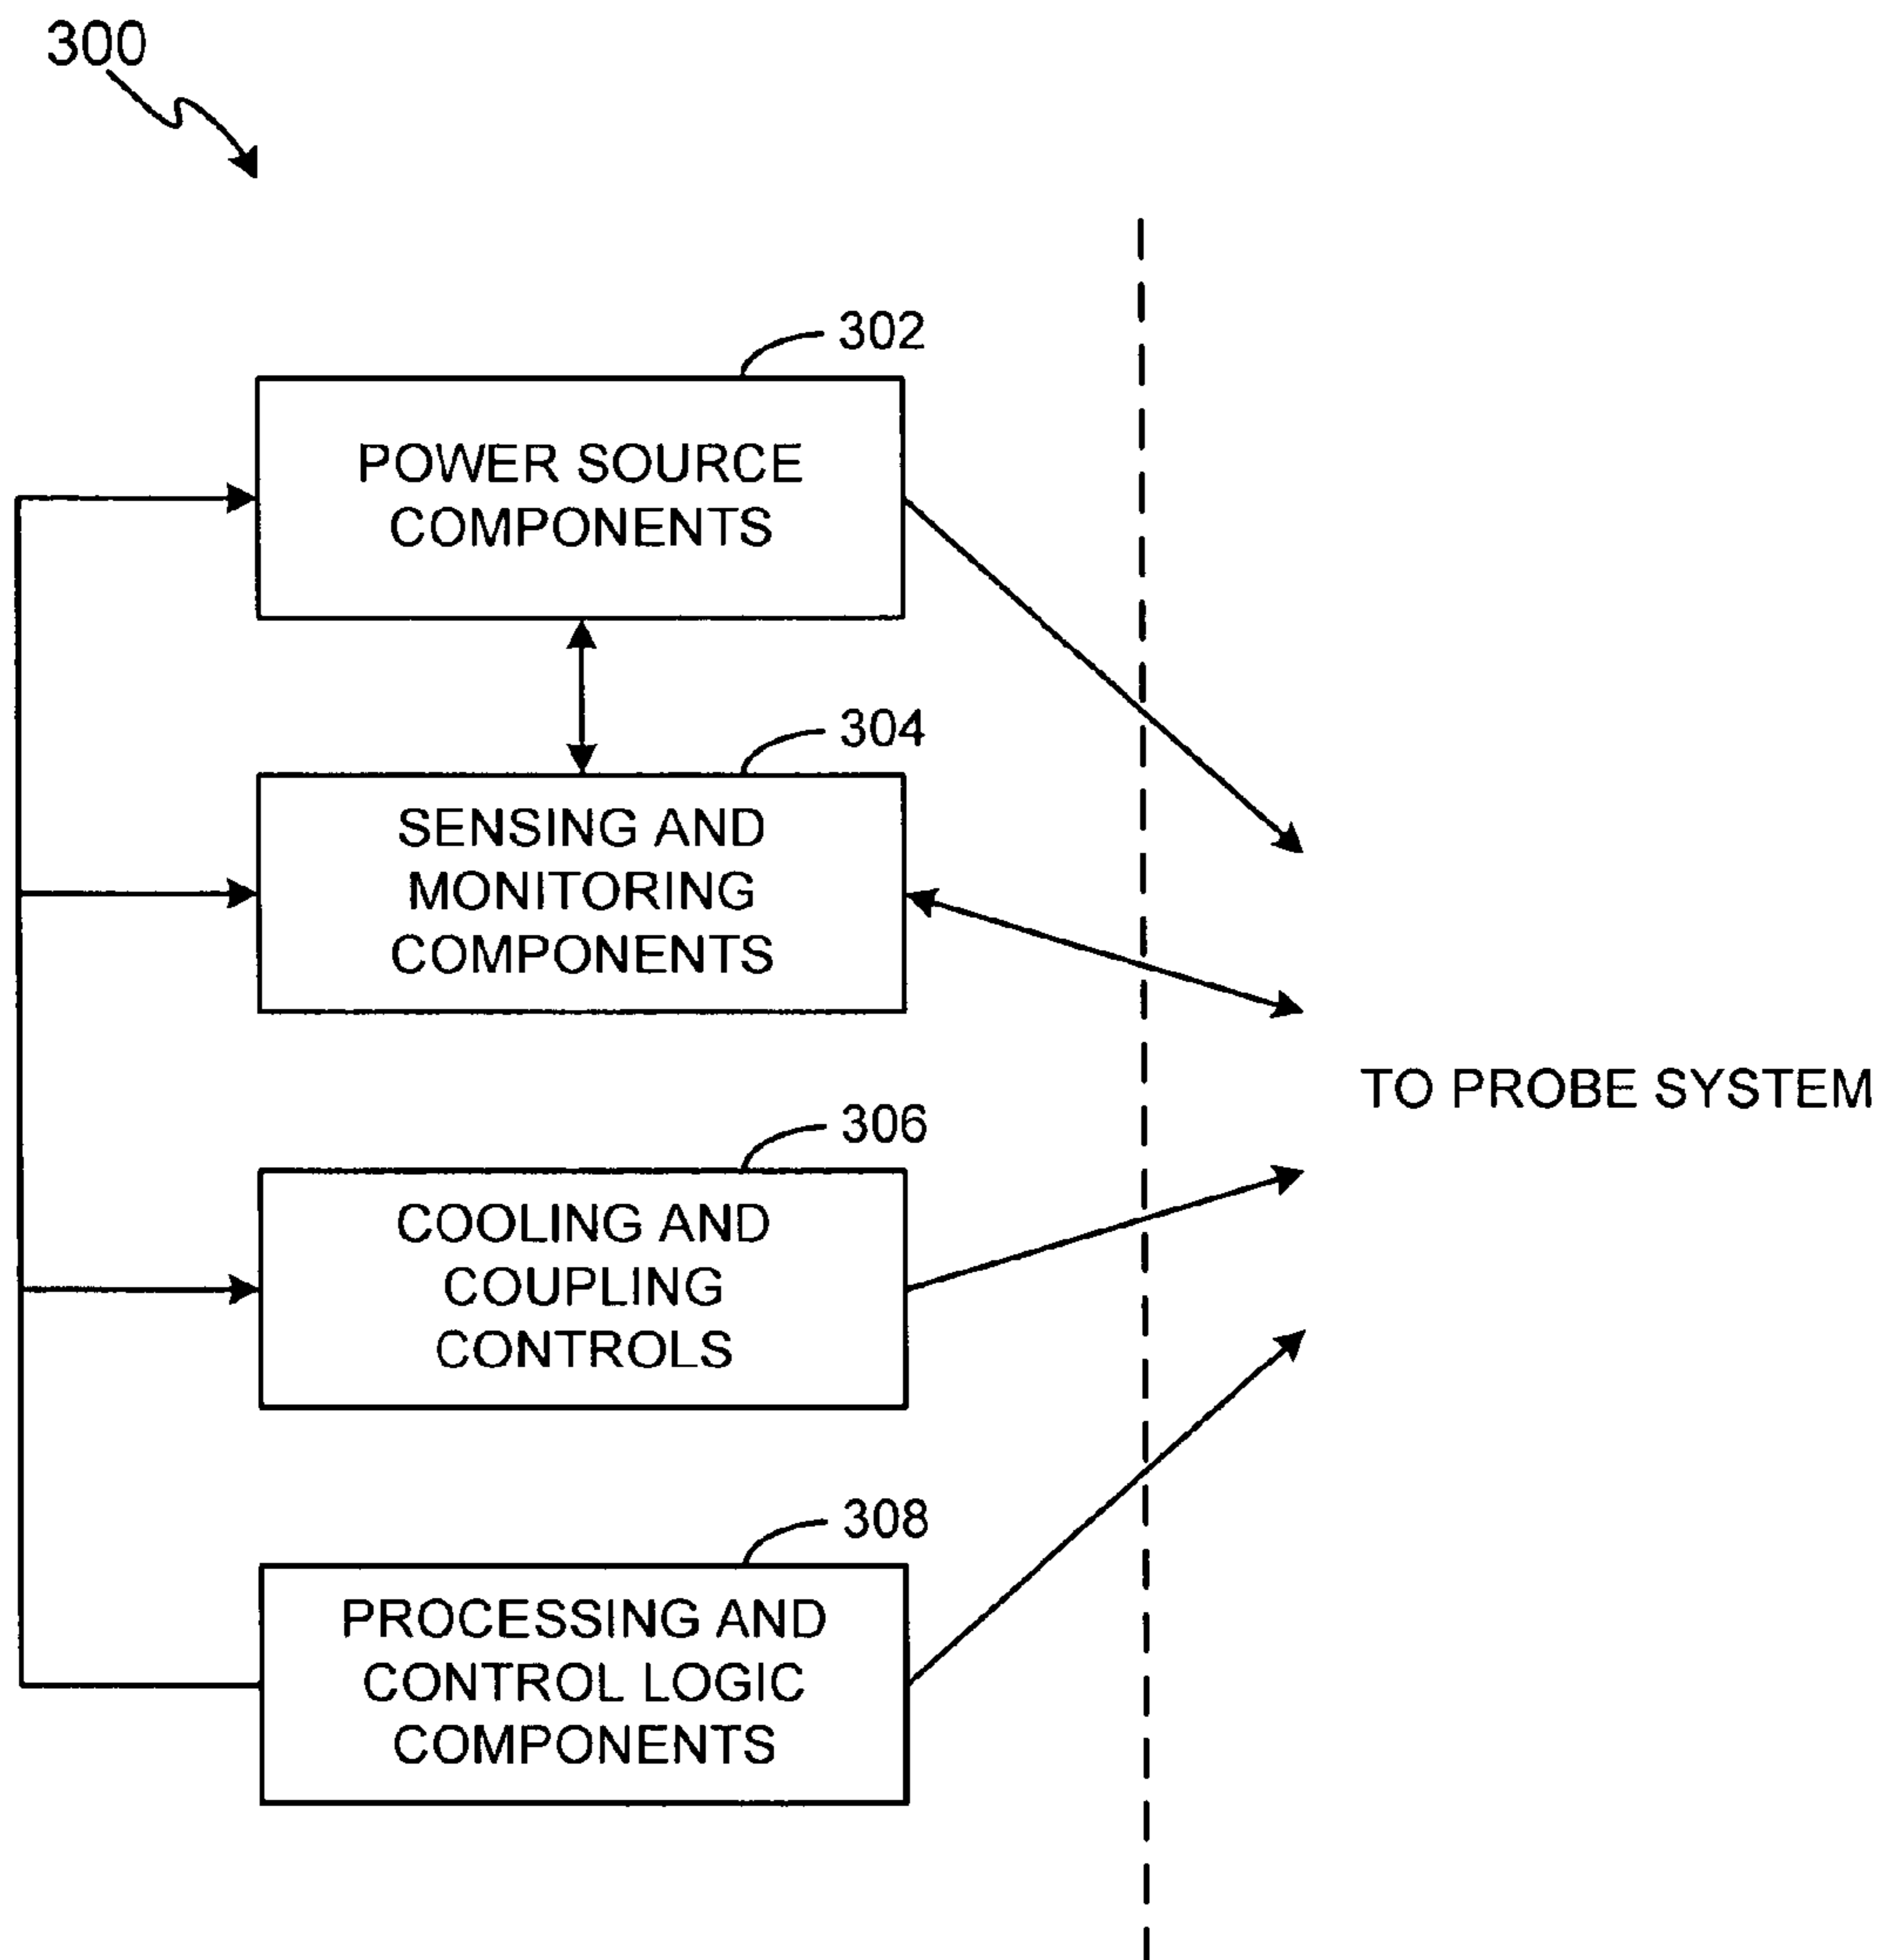 300
302
POWER SOURCE
COMPONENTS
304
SENSING AND
MONITORING
COMPONENTS
TO PROBE SYSTEM
306
COOLING AND
COUPLING
CONTROLS
308
PROCESSING AND
CONTROL LOGIC
COMPONENTS